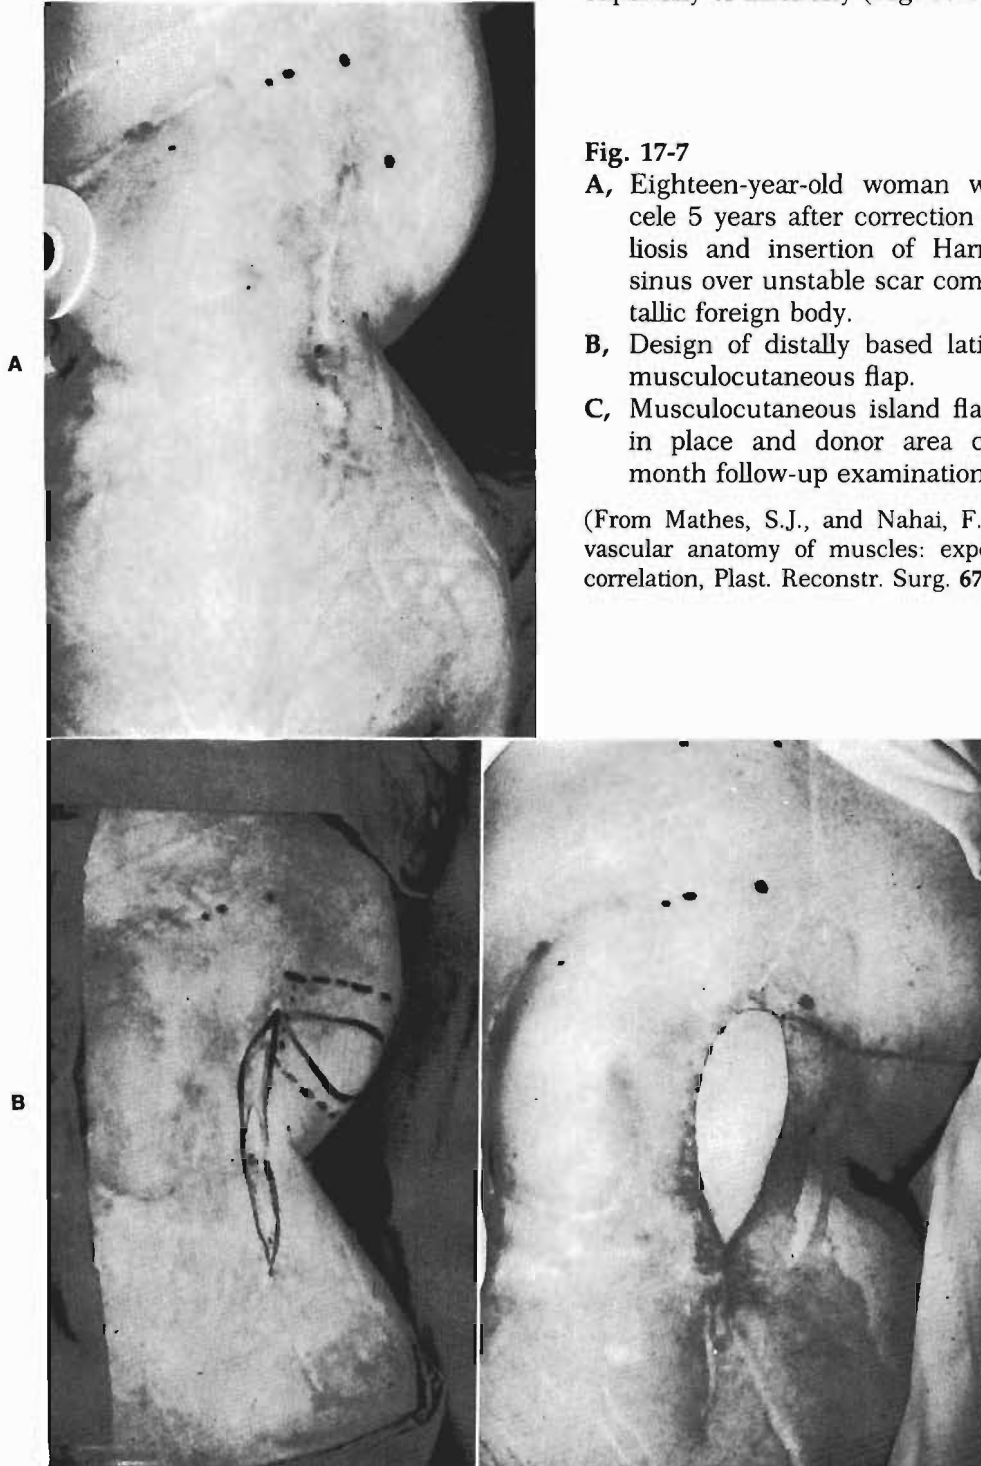 Fig. 17-7
A, Eighteen-year-old woman w
cele 5 years after correction
liosis and insertion of Har
sinus over unstable scar com
tallic foreign body.
B, Design of distally based lati
musculocutaneous flap.
C, Musculocutaneous island fla
in place and donor area c
month follow-up examination
(From Mathes, S.J., and Nahai, F.
vascular anatomy of muscles: expe
correlation, Plast. Reconstr. Surg. 67
A
B